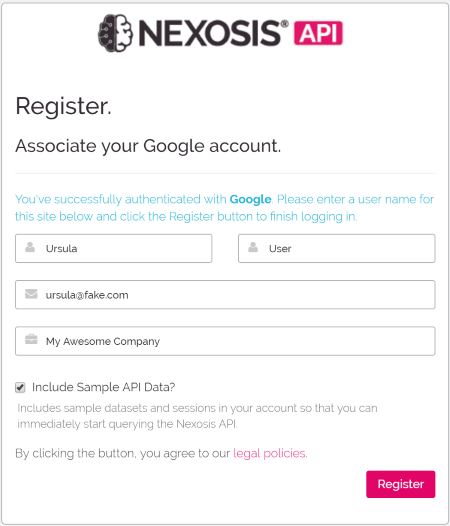 NEXOSIS® API
Register.
Associate your Google account.
You've successfully authenticated with Google. Please enter a user name for
this site below and click the Register button to finish logging in.
Ursula
User
ursula@fake.com
My Awesome Company
Include Sample API Data?
Includes sample datasets and sessions in your account so that you can
immediately start querying the Nexosis API.
By clicking the button, you agree to our legal policies.
Register